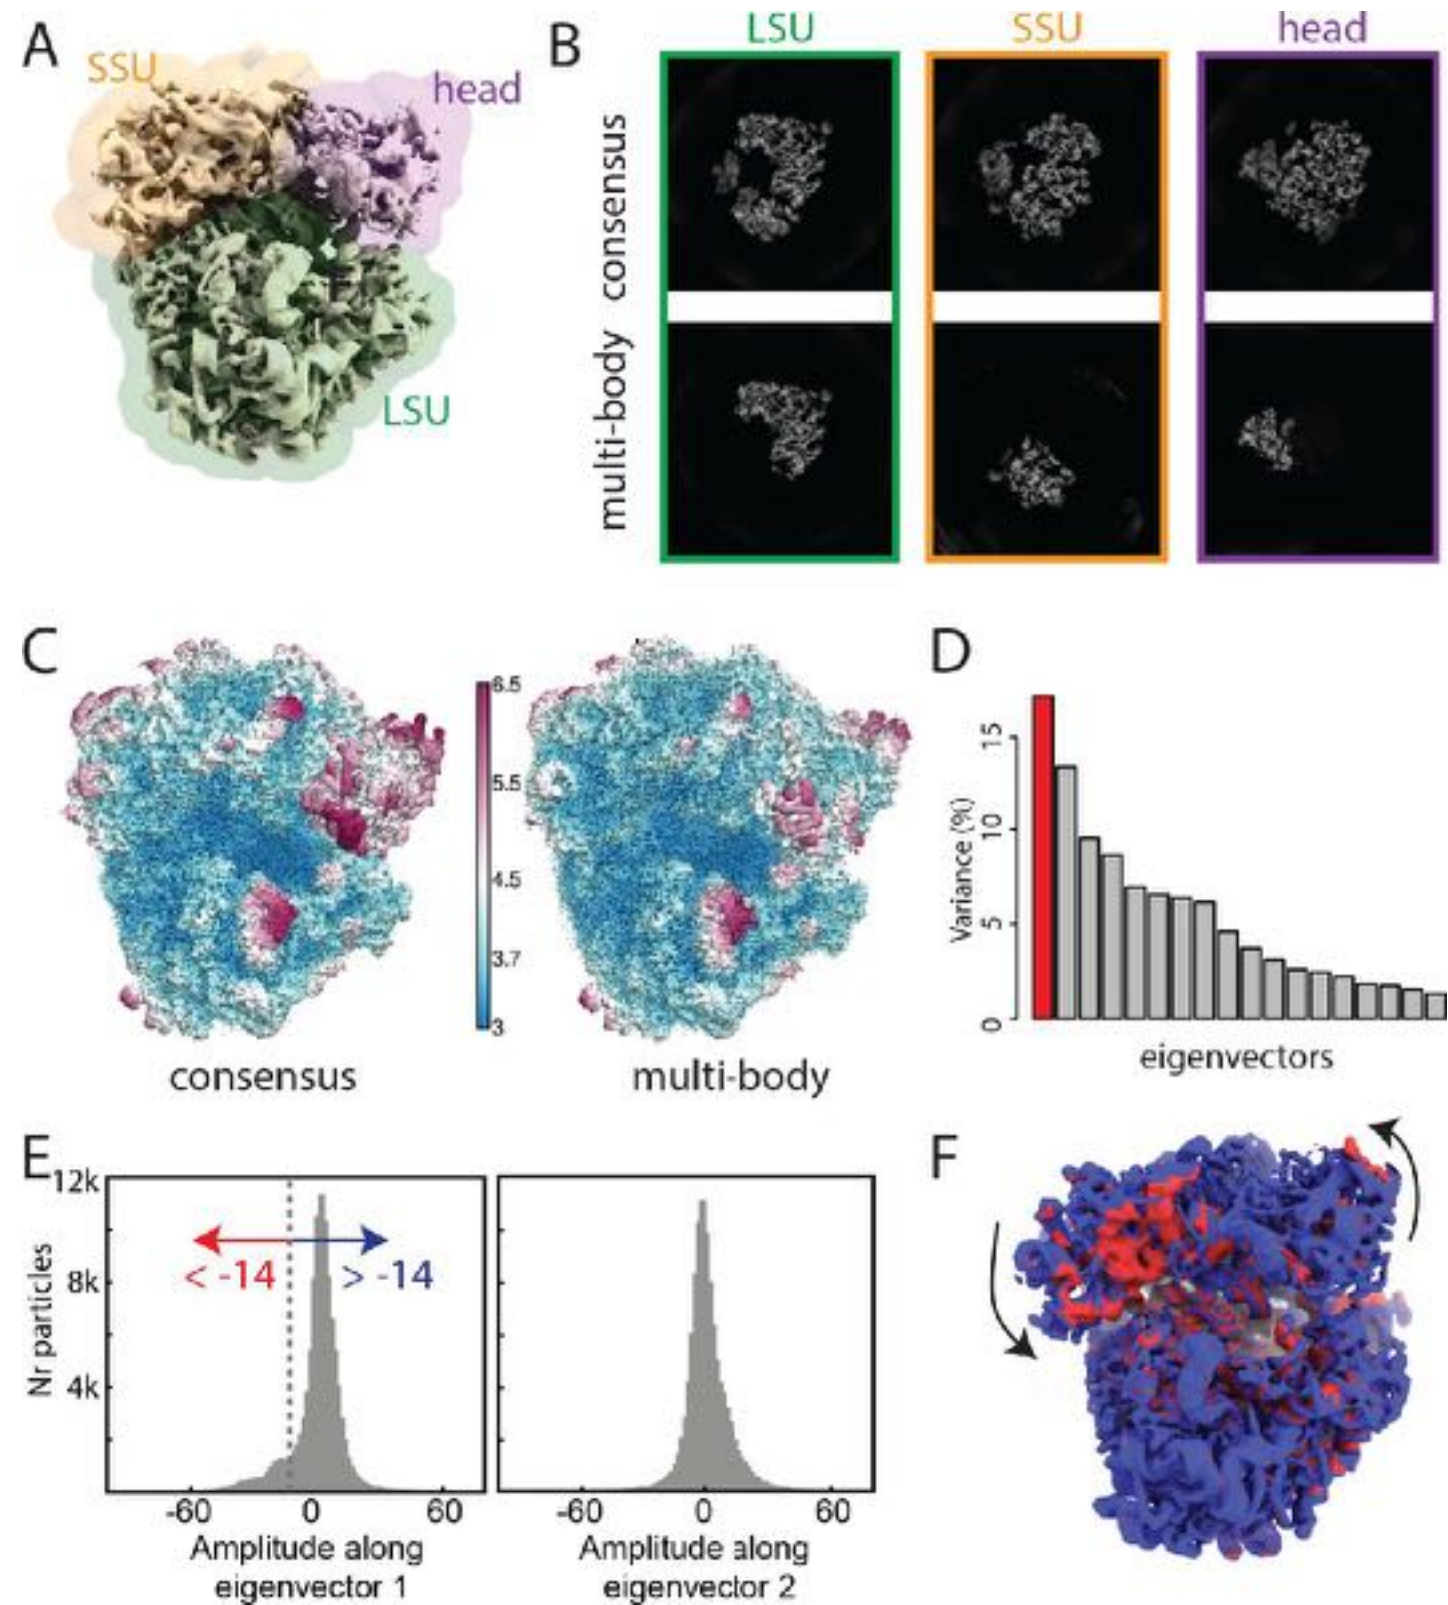 A
SSU
head
LSU
B
LSU
SSU
head
consensus
multi-body
C
6.5
5.5
4.5
3.7
3
consensus
multi-body
D
Variance (%)
15
10
5
0
eigenvectors
E
Nr particles
12k
8k
4k
< -14
> -14
-60 0 60
Amplitude along
eigenvector 1
-60 0 60
Amplitude along
eigenvector 2
F